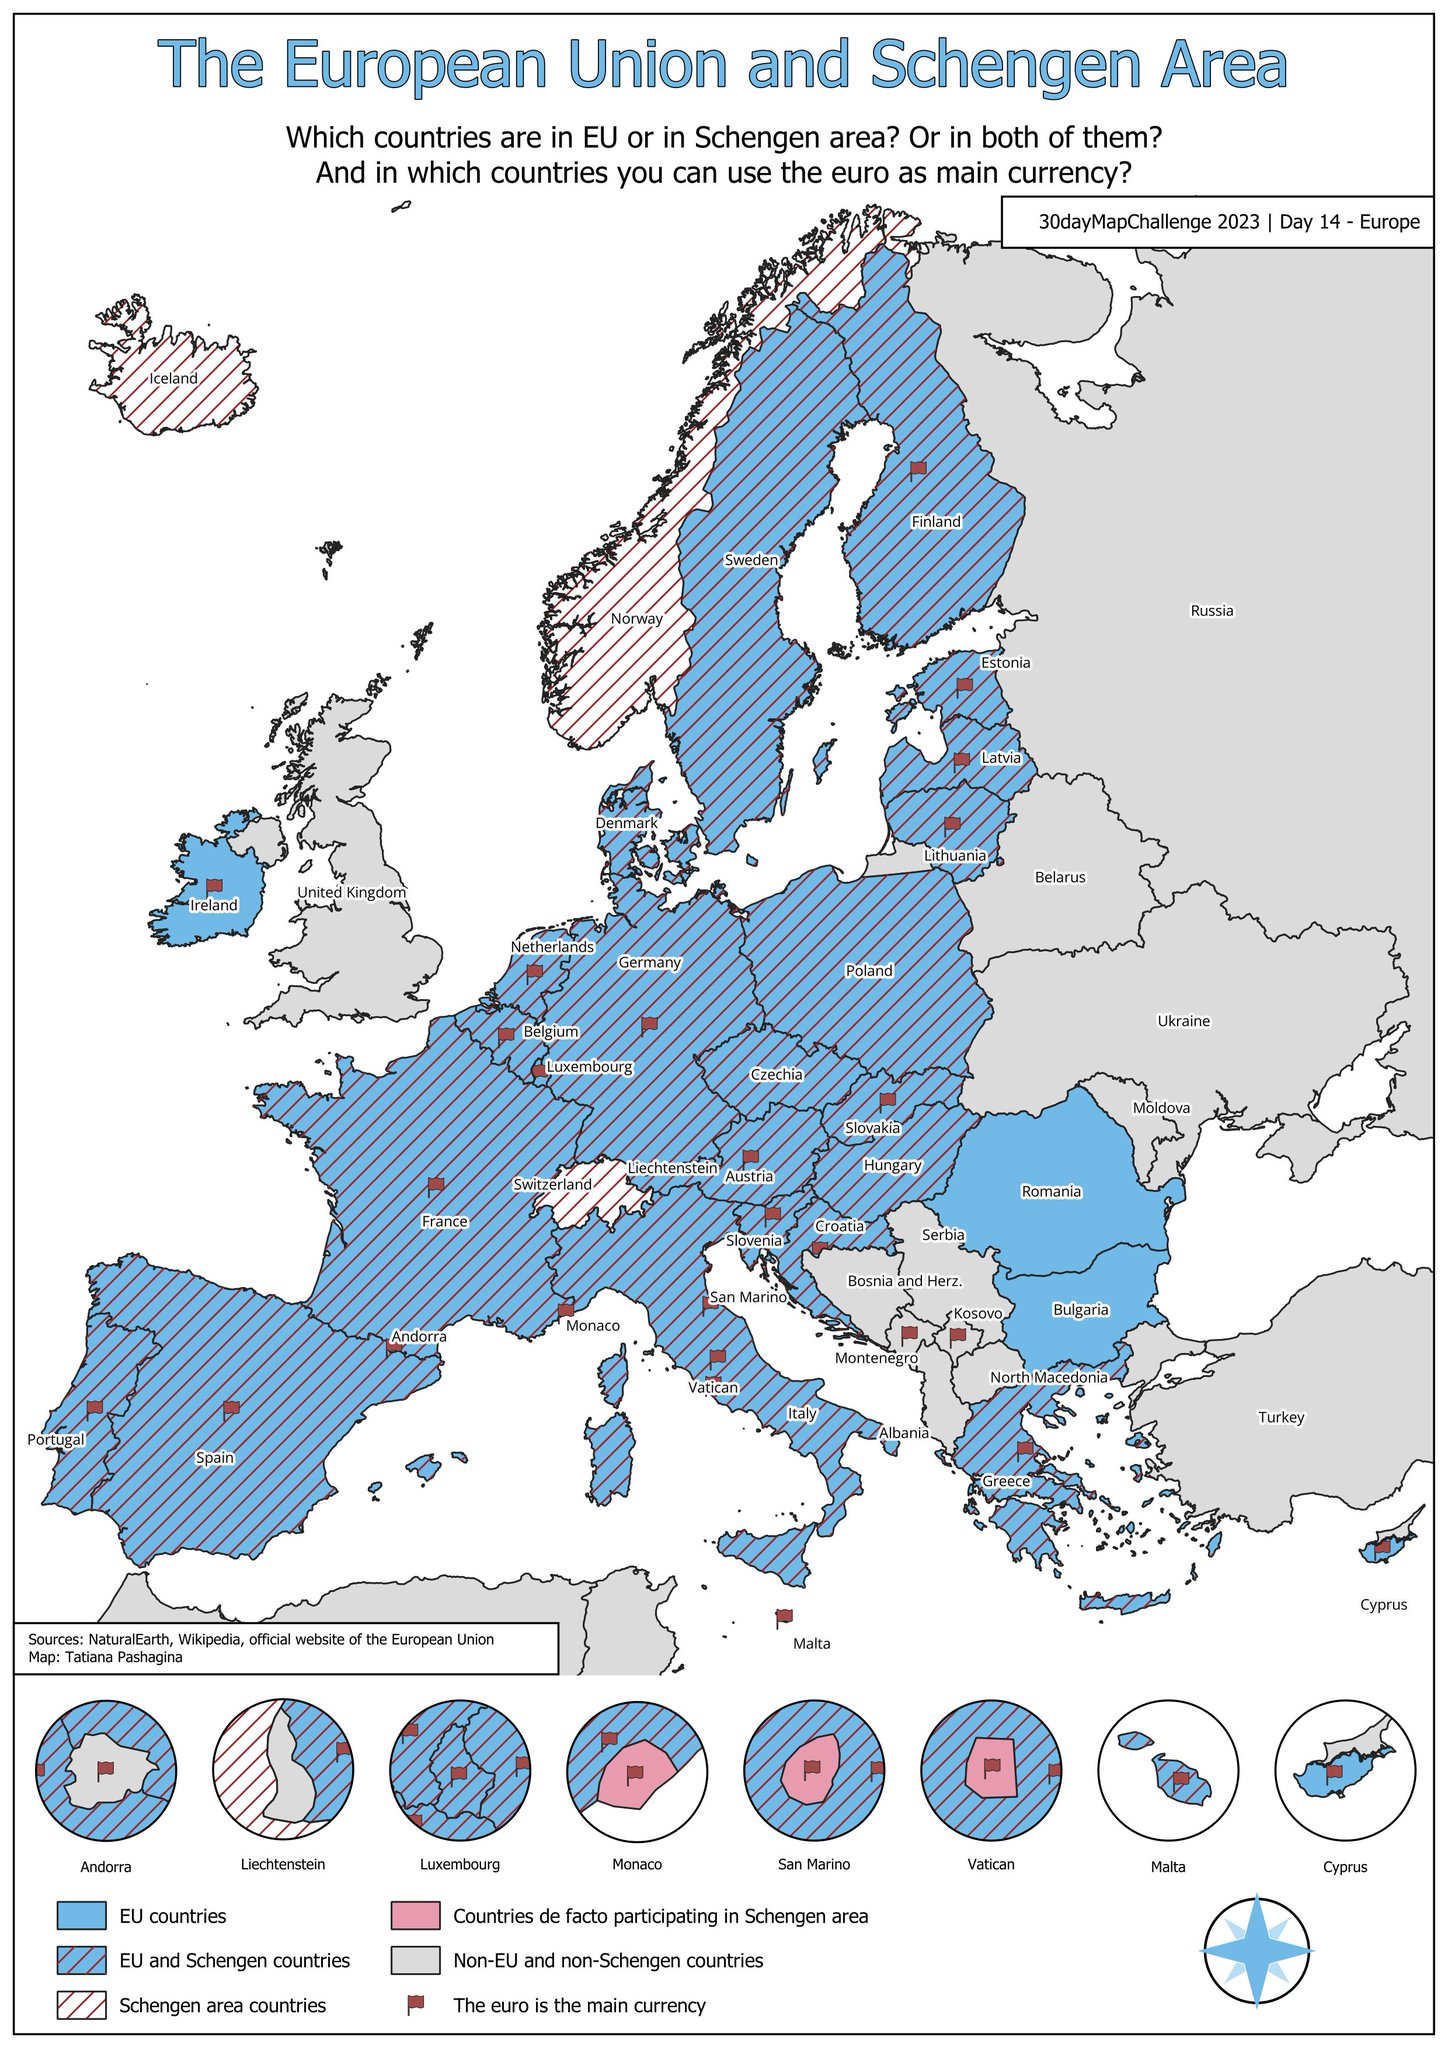 The European Union and Schengen Area
Which countries are in EU or in Schengen area? Or in both of them?
And in which countries you can use the euro as main currency?
30dayMapChallenge 2023 | Day 14 - Europe
Iceland
Finland
Sweden
Norway
Russia
Estonia
Latvia
Denmark
Lithuania
Belarus
United Kingdom
Ireland
Netherlands
Germany
Poland
Ukraine
Belgium
Luxembourg
Czechia
Moldova
Slovakia
Hungary
Liechtenstein
Austria
Switzerland
Romania
France
Croatia
Slovenia
Serbia
Bosnia and Herz.
San Marino
Kosovo
Bulgaria
Monaco
Andorra
Montenegro
North Macedonia
Vatican
Italy
Albania
Turkey
Portugal
Spain
Greece
Cyprus
Malta
Sources: NaturalEarth, Wikipedia, official website of the European Union
Map: Tatiana Pashagina
Andorra
Liechtenstein
Luxembourg
Monaco
San Marino
Vatican
Malta
Cyprus
EU countries
Countries de facto participating in Schengen area
EU and Schengen countries
Non-EU and non-Schengen countries
Schengen area countries
The euro is the main currency